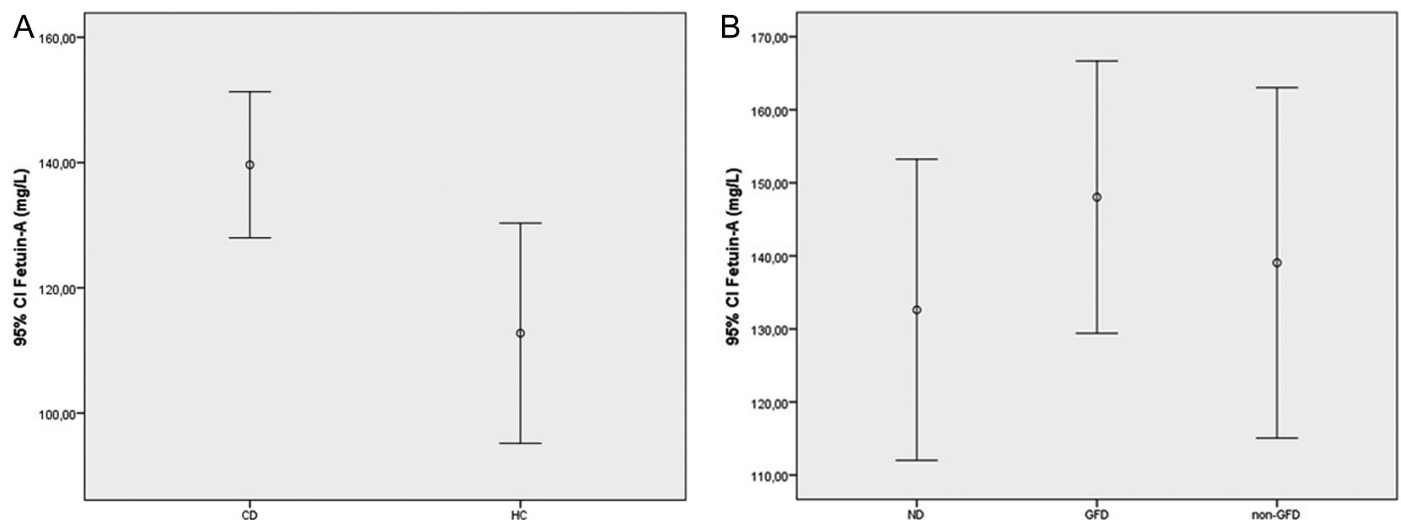 A
160,00
140,00
120,00
100,00
95% CI Fetuin-A (mg/L)
CD
HC
B
170,00
160,00
150,00
140,00
130,00
120,00
110,00
95% CI Fetuin-A (mg/L)
ND
GFD
non-GFD